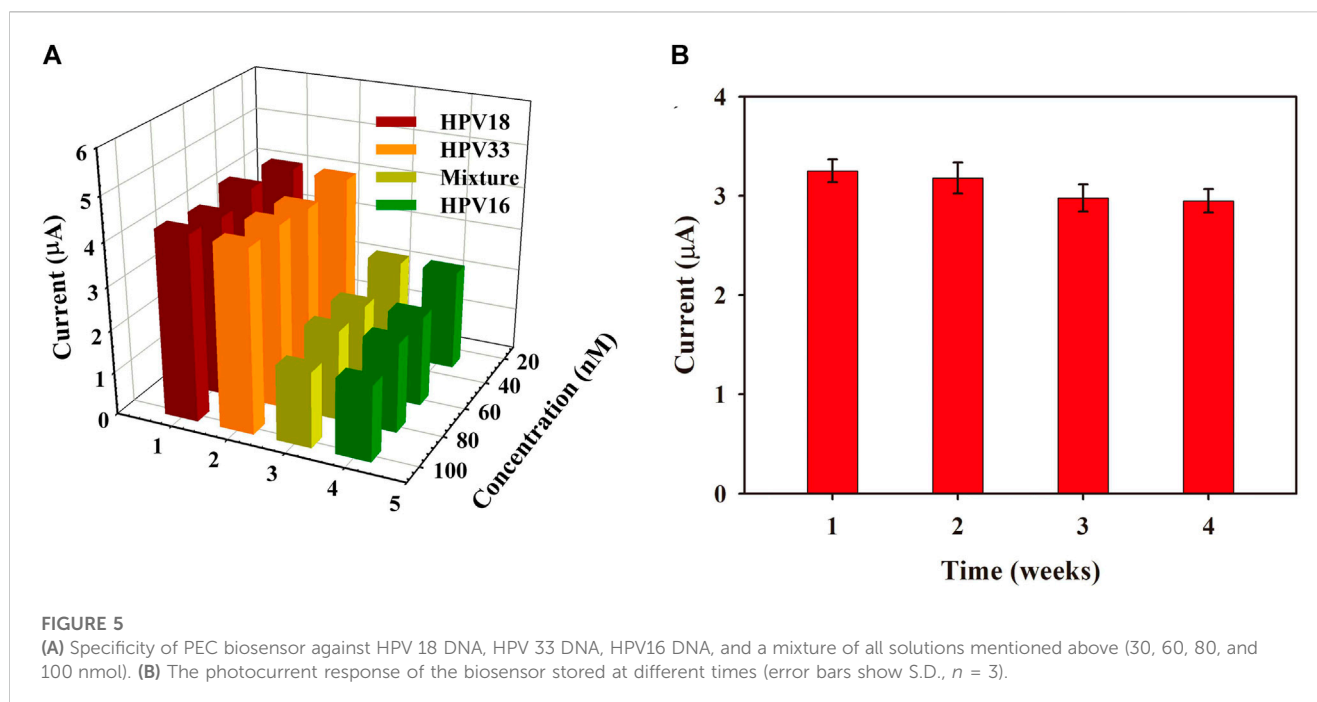 A
HPV18
HPV33
Mixture
HPV16
6
5
4
3
2
1
0
Current (µA)
1
2
3
4
5
20
40
60
80
100
Concentration (nM)
B
4
3
2
1
0
Current (µA)
1
2
3
4
Time (weeks)
FIGURE 5
(A) Specificity of PEC biosensor against HPV 18 DNA, HPV 33 DNA, HPV16 DNA, and a mixture of all solutions mentioned above (30, 60, 80, and
100 nmol). (B) The photocurrent response of the biosensor stored at different times (error bars show S.D., n = 3).